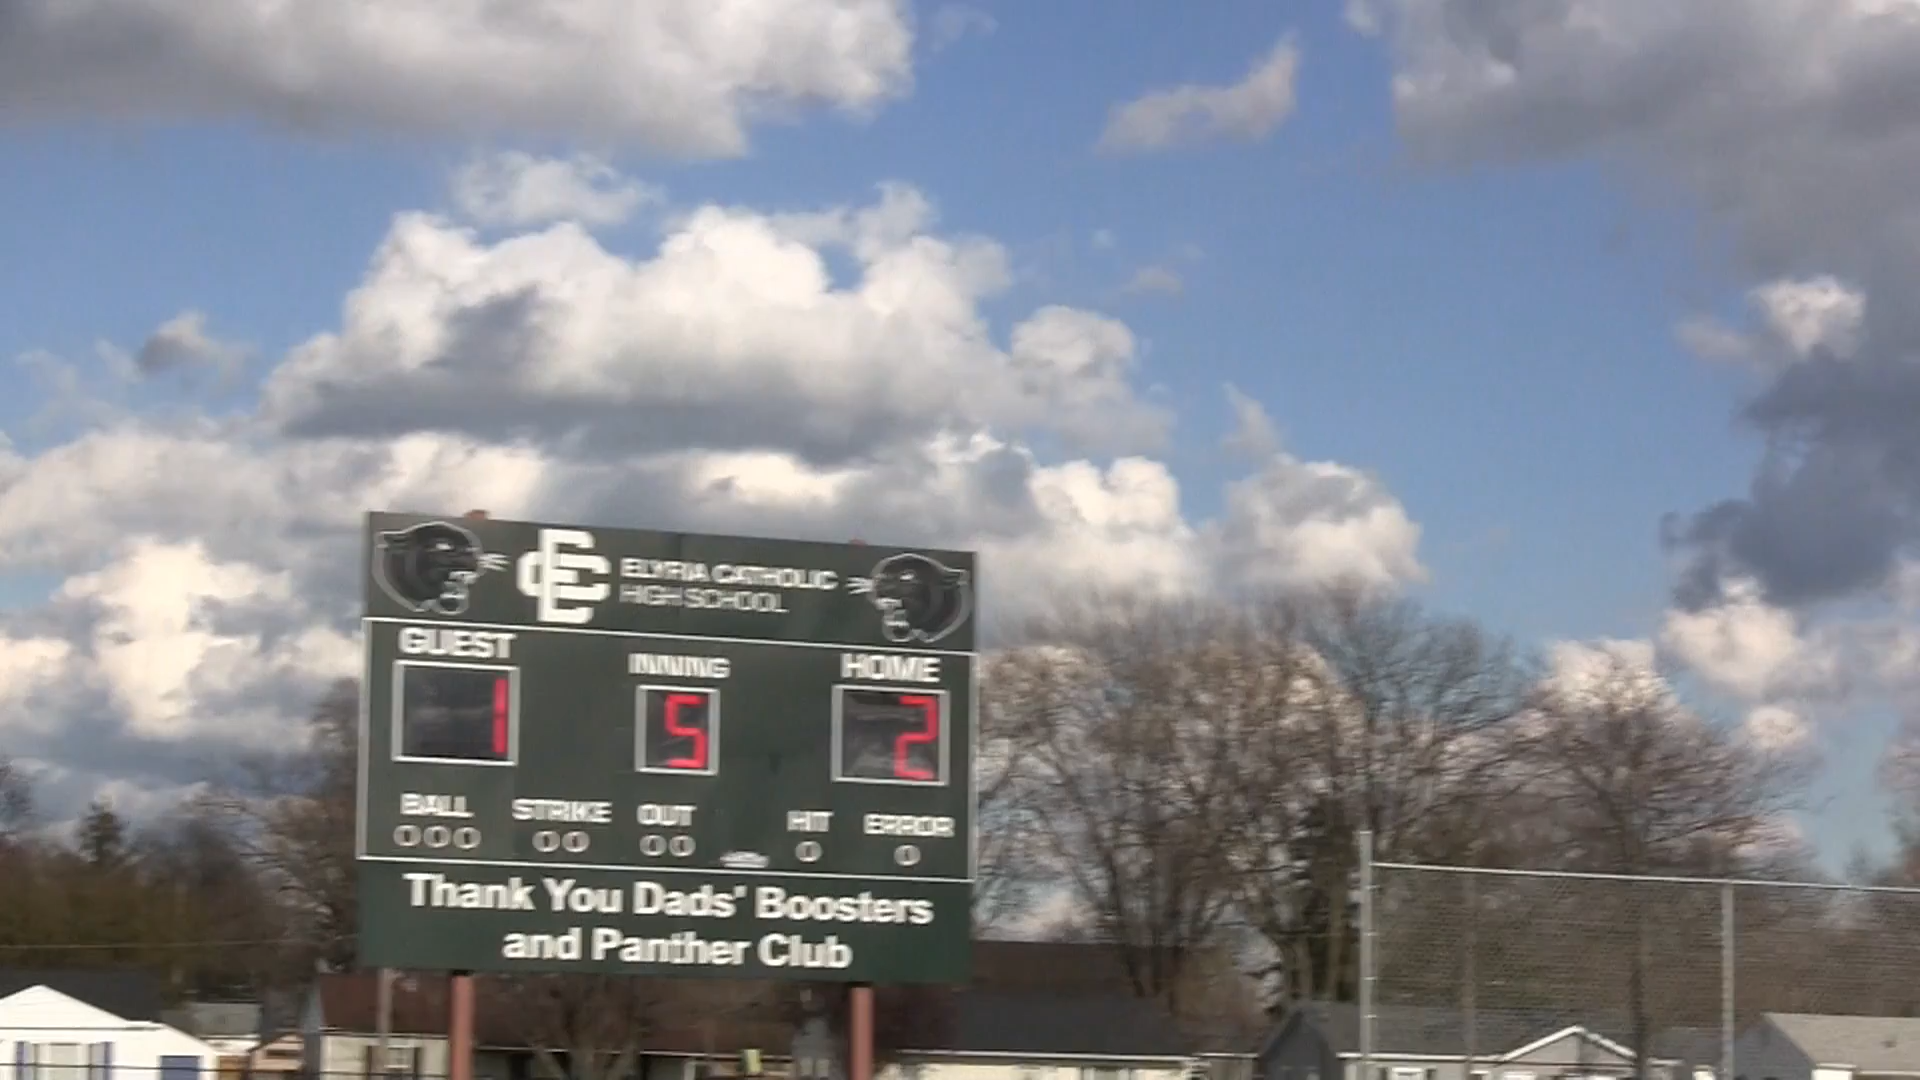 EC
ELYRIA CATHOLIC
HIGH SCHOOL
GUEST INNING HOME
1 5 2
BALL STRIKE OUT HIT ERROR
Thank You Dads' Boosters
and Panther Club